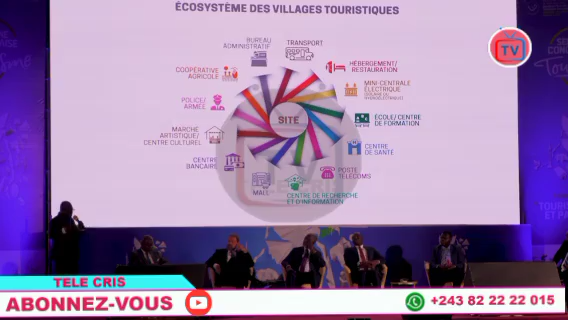 ÉCOSYSTÈME DES VILLAGES TOURISTIQUES
BUREAU
ADMINISTRATIF
TRANSPORT
COOPÉRATIVE
AGRICOLE
HÉBERGEMENT/
RESTAURATION
MINI-CENTRALE
ÉLECTRIQUE
POLICE/
ARMÉE
ÉCOLE/ CENTRE
DE FORMATION
SITE
MARCHÉ
ARTISTIQUE/
CENTRE CULTUREL
CENTRE
DE SANTÉ
CENTRE
BANCAIRE
POSTE
TÉLÉCOMS
MALL
CENTRE DE RECHERCHE
ET D'INFORMATION
TV
TELE CRIS
ABONNEZ-VOUS
+243 82 22 22 015